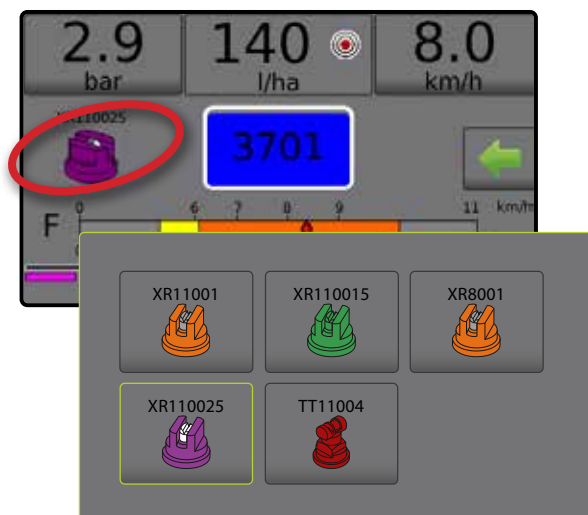 2.9 140 8.0
bar l/ha km/h
XR110025
3701
0 6 7 8 9 11 km/h
F
XR11001 XR110015 XR8001
XR110025 TT11004